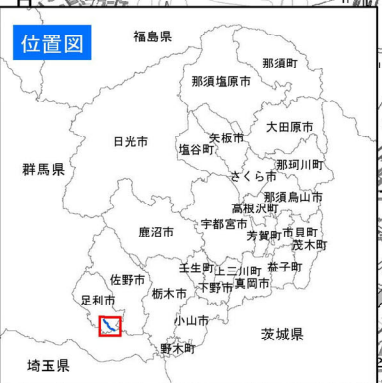 位置図
福島県
那須町
那須塩原市
大田原市
矢板市
日光市
塩谷町
那珂川町
群馬県
さくら市
那須烏山市
高根沢町
宇都宮市
鹿沼市
芳賀町
市貝町
茂木町
壬生町
上三川町
益子町
佐野市
下野市
真岡市
栃木市
足利市
小山市
茨城県
野木町
埼玉県